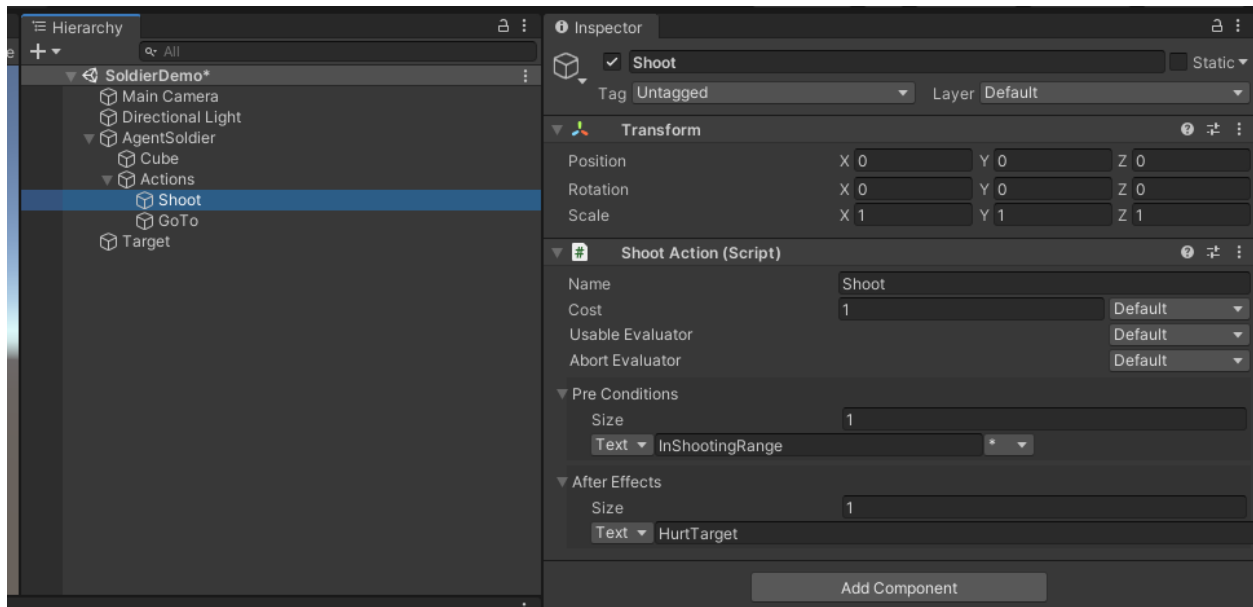 Hierarchy
All
SoldierDemo*
Main Camera
Directional Light
AgentSoldier
Cube
Actions
Shoot
GoTo
Target
Inspector
Shoot Static
Tag Untagged Layer Default
Transform
Position X 0 Y 0 Z 0
Rotation X 0 Y 0 Z 0
Scale X 1 Y 1 Z 1
# Shoot Action (Script)
Name Shoot
Cost 1 Default
Usable Evaluator Default
Abort Evaluator Default
Pre Conditions
Size 1
Text InShootingRange *
After Effects
Size 1
Text HurtTarget
Add Component